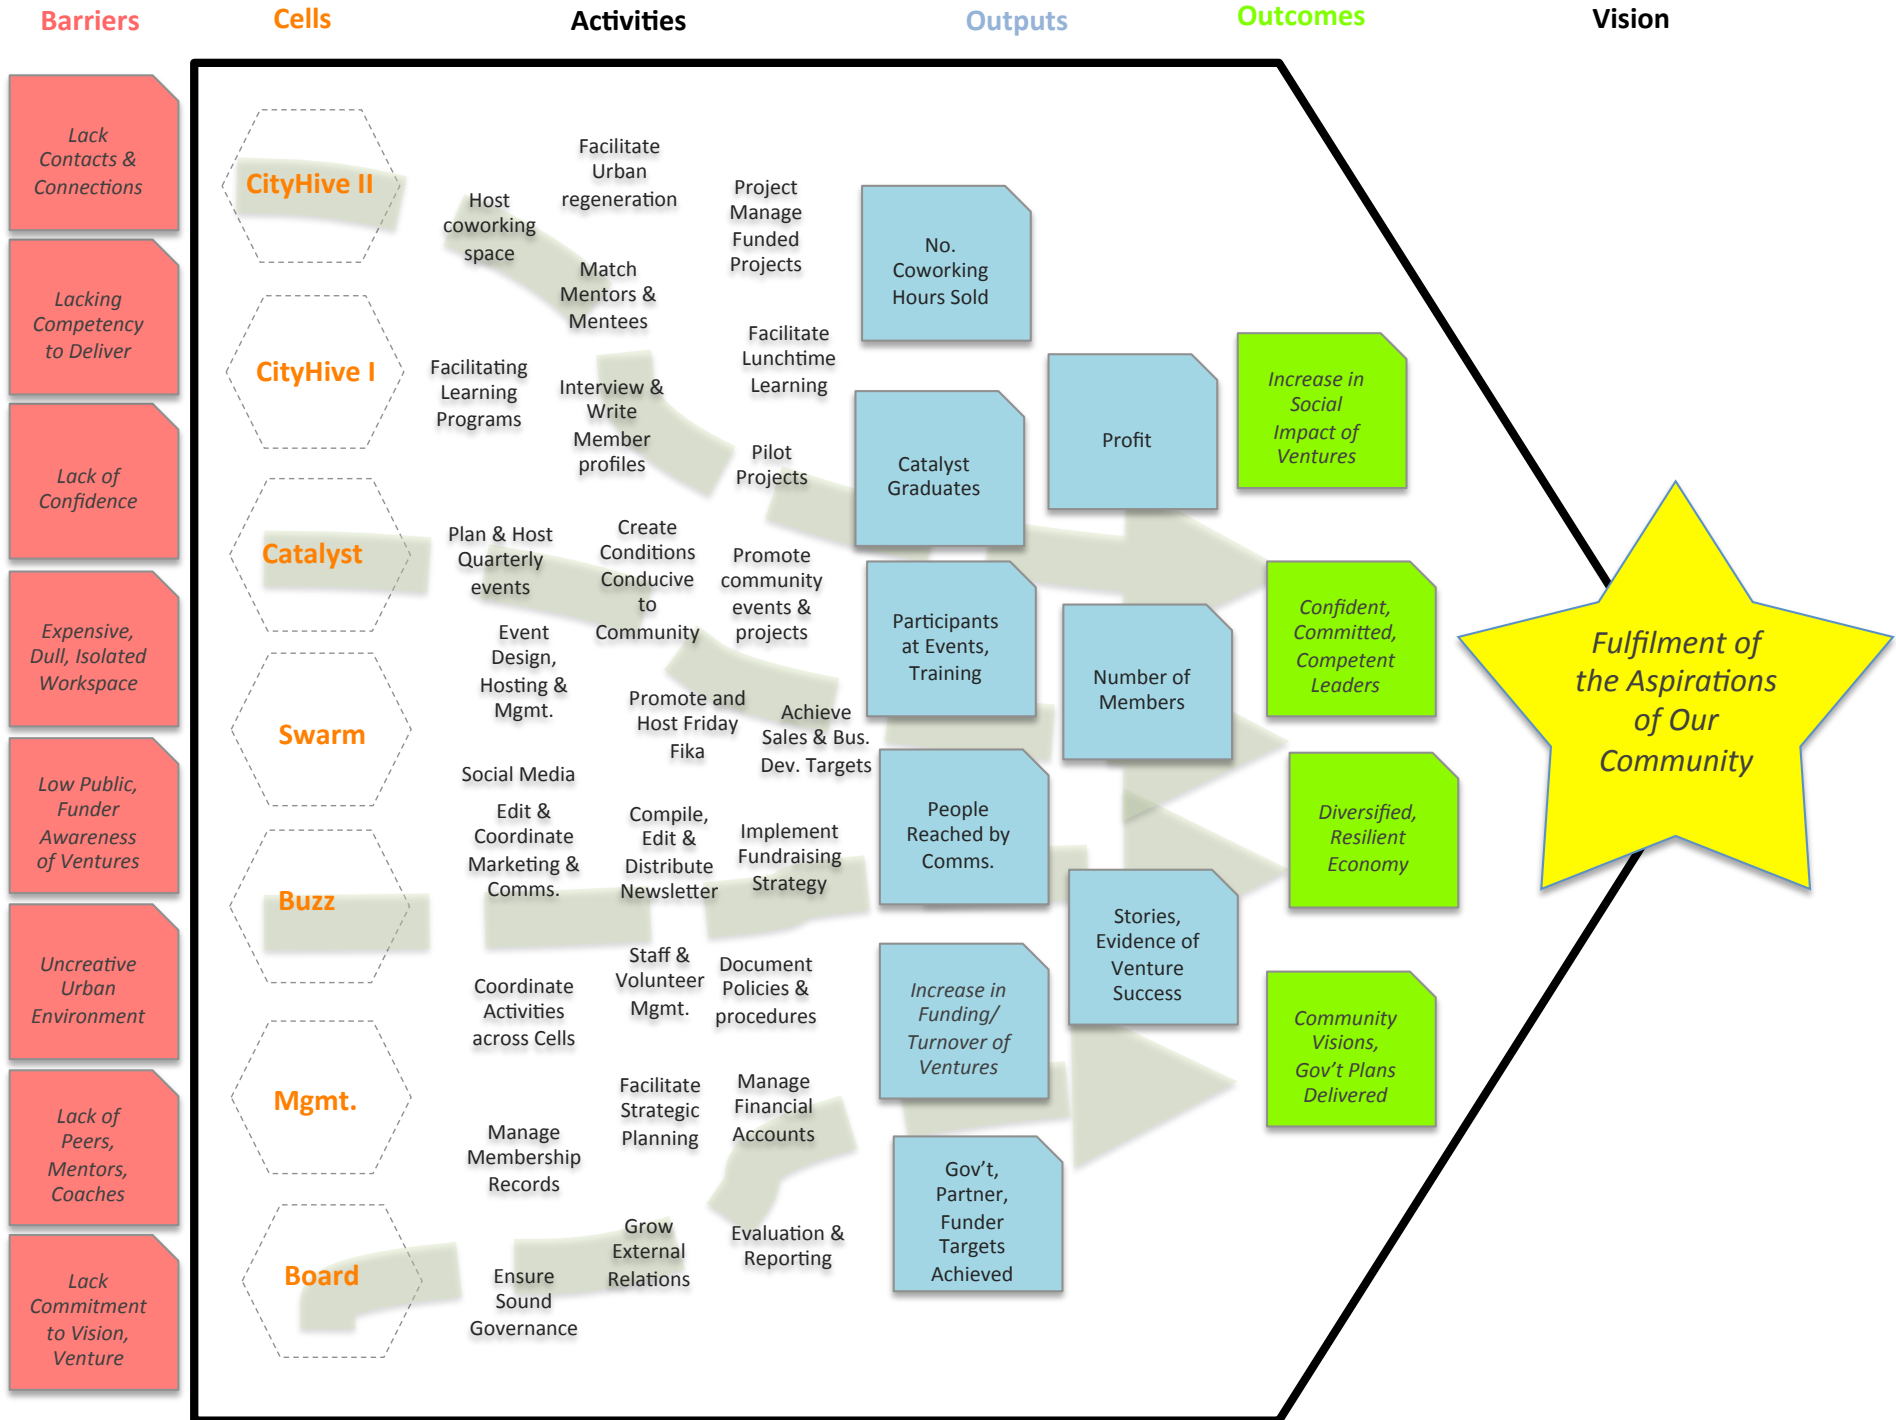 Barriers
Cells
Activities
Outputs
Outcomes
Vision
Lack
Contacts &
Connections
Lacking
Competency
to Deliver
Lack of
Confidence
Expensive,
Dull, Isolated
Workspace
Low Public,
Funder
Awareness
of Ventures
Uncreative
Urban
Environment
Lack of
Peers,
Mentors,
Coaches
Lack
Commitment
to Vision,
Venture
CityHive II
CityHive I
Catalyst
Swarm
Buzz
Mgmt.
Board
Host
coworking
space
Facilitate
Urban
regeneration
Project
Manage
Funded
Projects
Match
Mentors &
Mentees
Facilitate
Lunchtime
Learning
Facilitating
Learning
Programs
Interview &
Write
Member
profiles
Pilot
Projects
Plan & Host
Quarterly
events
Create
Conditions
Conducive
to
Community
Promote
community
events &
projects
Event
Design,
Hosting &
Mgmt.
Promote and
Host Friday
Fika
Achieve
Sales & Bus.
Dev. Targets
Social Media
Edit &
Coordinate
Marketing &
Comms.
Compile,
Edit &
Distribute
Newsletter
Implement
Fundraising
Strategy
Coordinate
Activities
across Cells
Staff &
Volunteer
Mgmt.
Document
Policies &
procedures
Facilitate
Strategic
Planning
Manage
Financial
Accounts
Manage
Membership
Records
Grow
External
Relations
Evaluation &
Reporting
Ensure
Sound
Governance
No.
Coworking
Hours Sold
Catalyst
Graduates
Participants
at Events,
Training
People
Reached by
Comms.
Increase in
Funding/
Turnover of
Ventures
Gov't,
Partner,
Funder
Targets
Achieved
Profit
Number of
Members
Stories,
Evidence of
Venture
Success
Increase in
Social
Impact of
Ventures
Confident,
Committed,
Competent
Leaders
Diversified,
Resilient
Economy
Community
Visions,
Gov't Plans
Delivered
Fulfilment of
the Aspirations
of Our
Community